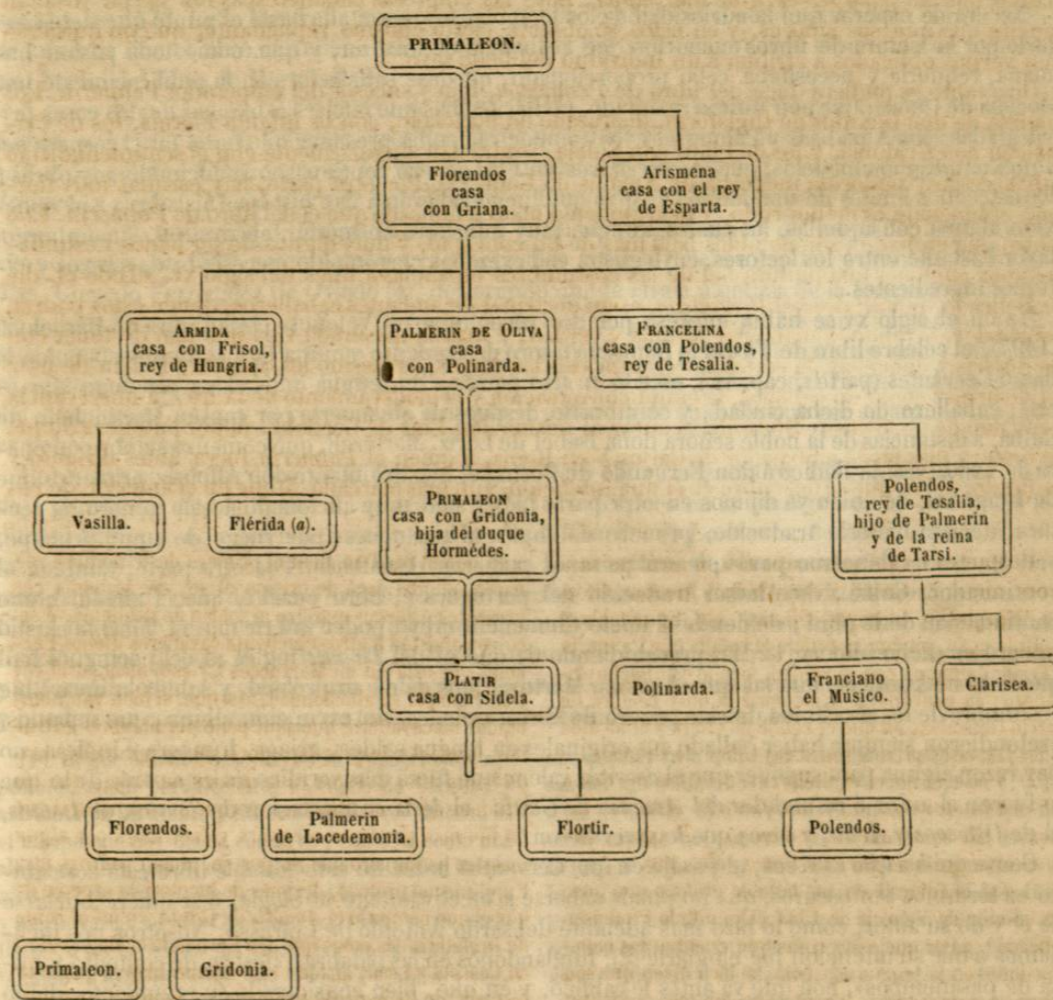 PRIMALEON.
Florendos
casa
con Griana.
Arismena
casa con el rey
de Esparta.
ARMIDA
casa con Frisol,
rey de Hungría.
PALMERIN DE OLIVA
casa
con Polinarda.
FRANCELINA
casa con Polendos,
rey de Tesalia.
Vasilla.
Flérida (a).
PRIMALEON
casa con Gridonia,
hija del duque
Hormédes.
Polendos,
rey de Tesalia,
hijo de Palmerin
y de la reina
de Tarsi.
PLATIR
casa con Sidela.
Polinarda.
Franciano
el Músico.
Clarisea.
Florendos.
Palmerin
de Lacedemonia.
Flortir.
Polendos.
Primaleon.
Gridonia.